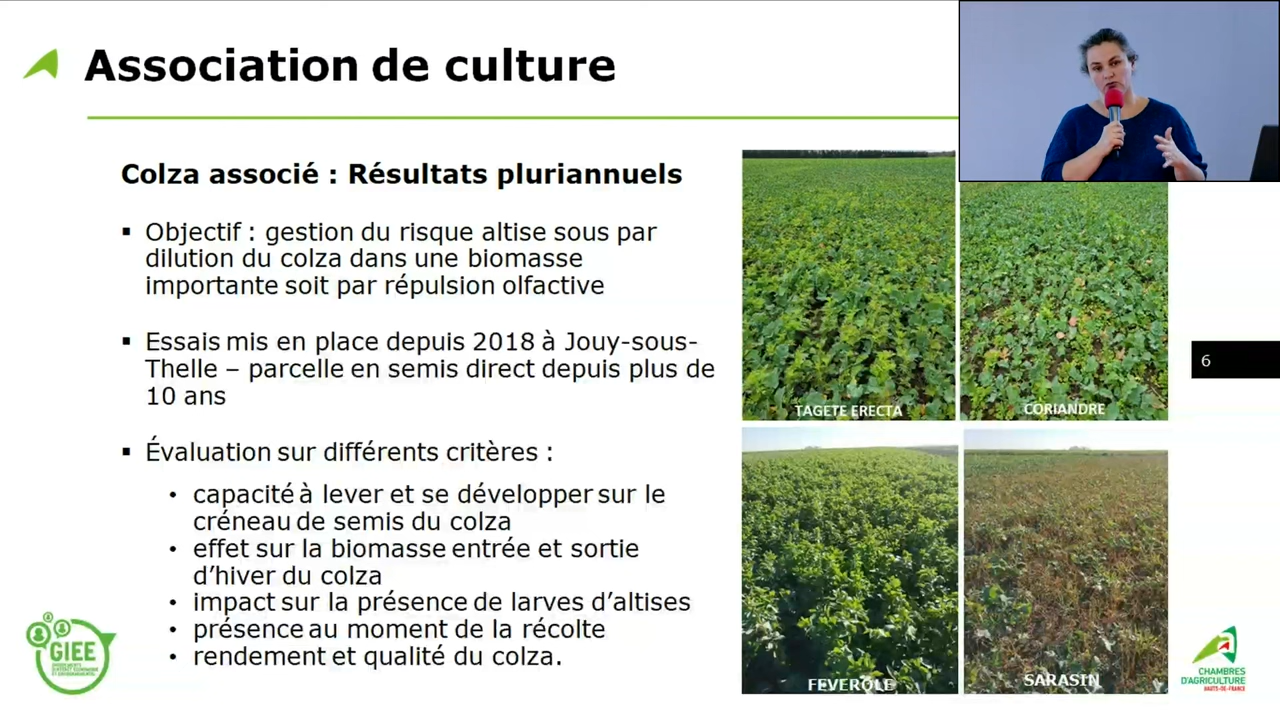 Association de culture
Colza associé : Résultats pluriannuels
▪ Objectif : gestion du risque altise sous par
dilution du colza dans une biomasse
importante soit par répulsion olfactive
▪ Essais mis en place depuis 2018 à Jouy-sous-
Thelle – parcelle en semis direct depuis plus de
10 ans
▪ Évaluation sur différents critères :
• capacité à lever et se développer sur le
créneau de semis du colza
• effet sur la biomasse entrée et sortie
d’hiver du colza
• impact sur la présence de larves d’altises
• présence au moment de la récolte
• rendement et qualité du colza.
TAGETE ERECTA
CORIANDRE
FEVEROLE
SARASIN
6
GIEE
CHAMBRES
D'AGRICULTURE
HAUTS-DE-FRANCE